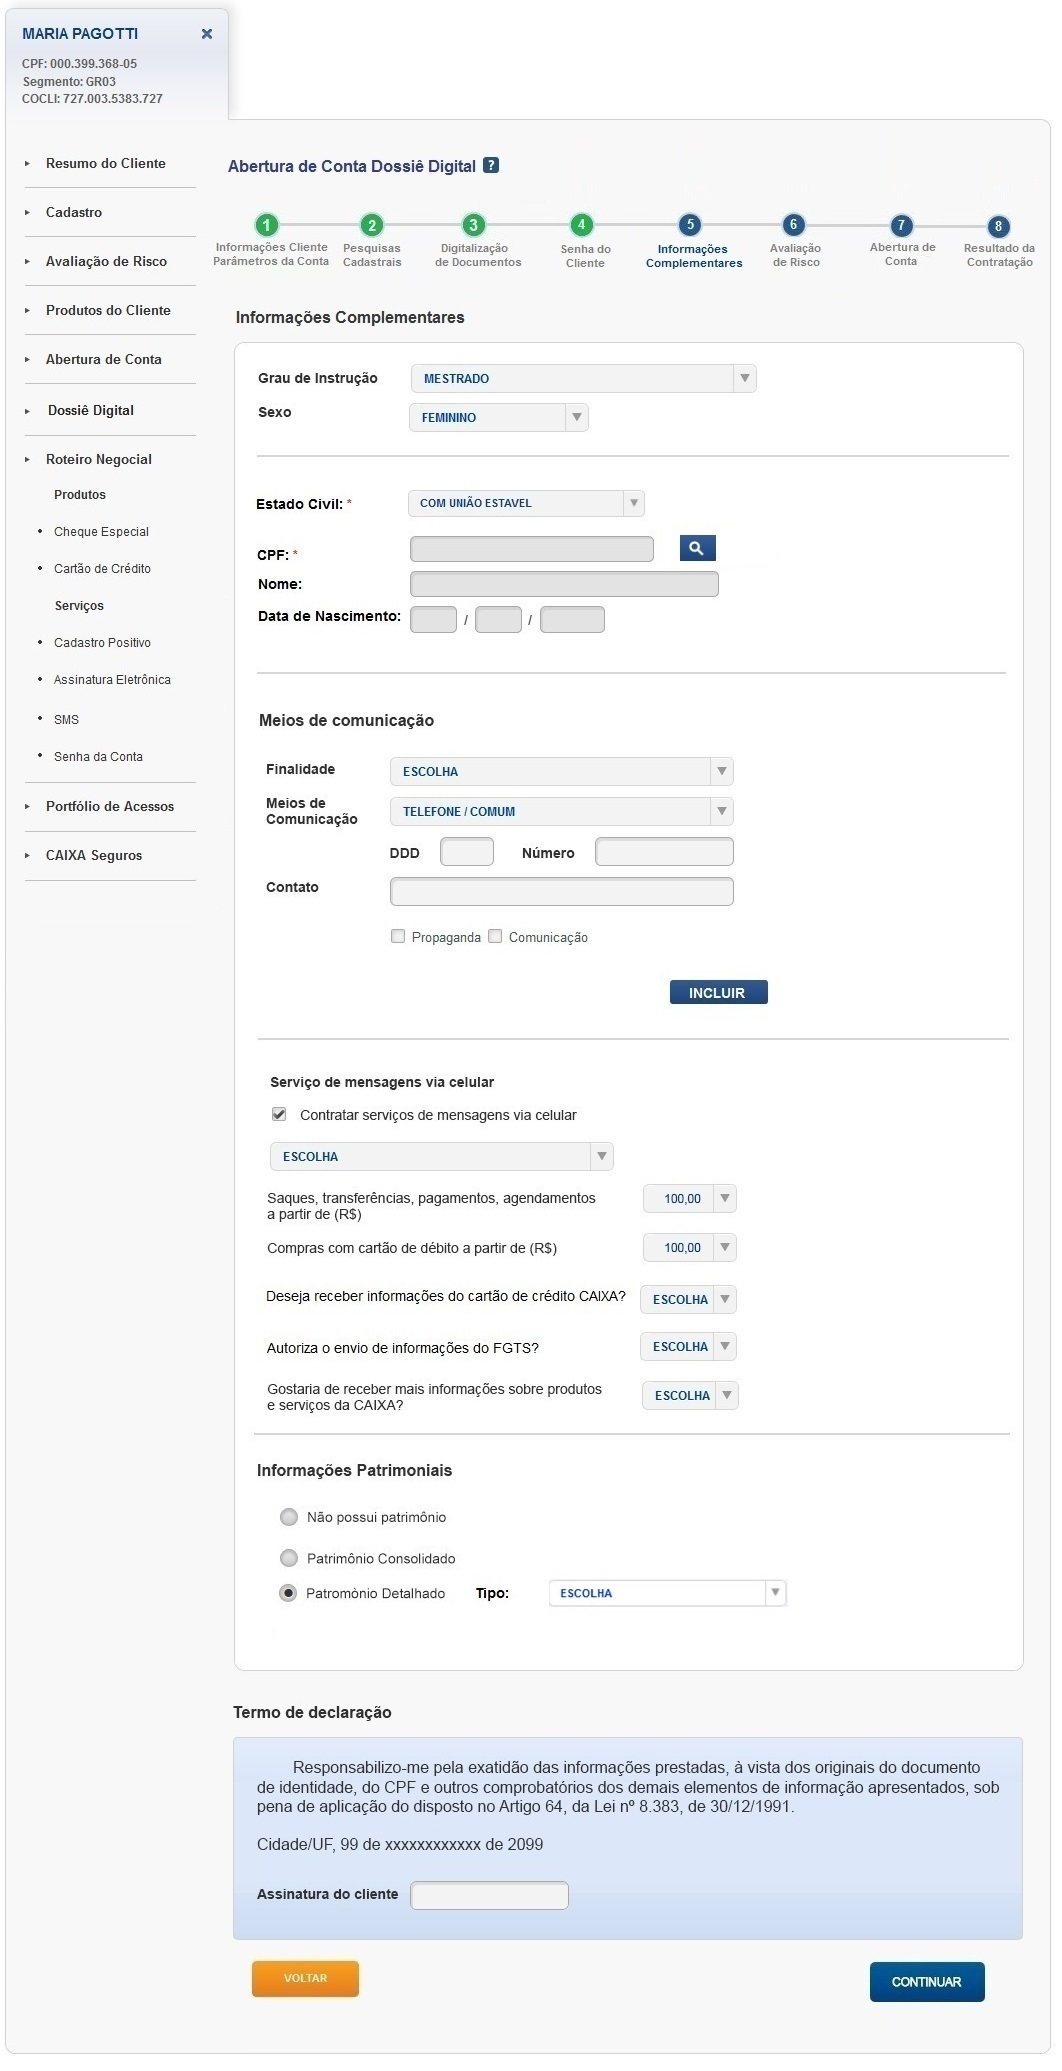 MARIA PAGOTTI
CPF: 000.399.368-05
Segmento: GR03
COCLI: 727.003.5383.727
Resumo do Cliente
Cadastro
Avaliação de Risco
Produtos do Cliente
Abertura de Conta
Dossiê Digital
Roteiro Negocial
Produtos
Cheque Especial
Cartão de Crédito
Serviços
Cadastro Positivo
Assinatura Eletrônica
SMS
Senha da Conta
Portfólio de Acessos
CAIXA Seguros
Abertura de Conta Dossiê Digital ?
1 2 3 4 5 6 7 8
Informações Cliente
Parâmetros da Conta
Pesquisas
Cadastrais
Digitalização
de Documentos
Senha do
Cliente
Informações
Complementares
Avaliação
de Risco
Abertura de
Conta
Resultado da
Contratação
Informações Complementares
Grau de Instrução MESTRADO
Sexo FEMININO
Estado Civil: * COM UNIÃO ESTAVEL
CPF: *
Nome:
Data de Nascimento: / /
Meios de comunicação
Finalidade ESCOLHA
Meios de
Comunicação TELEFONE / COMUM
DDD Número
Contato
Propaganda Comunicação
INCLUIR
Serviço de mensagens via celular
Contratar serviços de mensagens via celular
ESCOLHA
Saques, transferências, pagamentos, agendamentos
a partir de (R$) 100,00
Compras com cartão de débito a partir de (R$) 100,00
Deseja receber informações do cartão de crédito CAIXA? ESCOLHA
Autoriza o envio de informações do FGTS? ESCOLHA
Gostaria de receber mais informações sobre produtos
e serviços da CAIXA? ESCOLHA
Informações Patrimoniais
Não possui patrimônio
Patrimônio Consolidado
Patromònio Detalhado Tipo: ESCOLHA
Termo de declaração
Responsabilizo-me pela exatidão das informações prestadas, à vista dos originais do documento
de identidade, do CPF e outros comprobatórios dos demais elementos de informação apresentados, sob
pena de aplicação do disposto no Artigo 64, da Lei nº 8.383, de 30/12/1991.
Cidade/UF, 99 de xxxxxxxxxxxx de 2099
Assinatura do cliente
VOLTAR
CONTINUAR